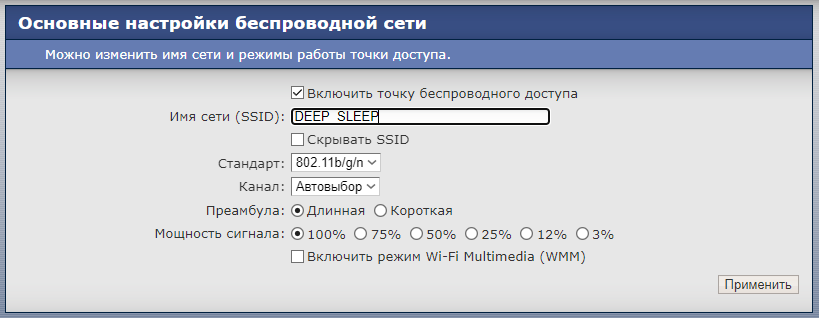 Основные настройки беспроводной сети
Можно изменить имя сети и режимы работы точки доступа.
Включить точку беспроводного доступа
Имя сети (SSID): DEEP SLEEP
Скрывать SSID
Стандарт: 802.11b/g/n
Канал: Автовыбор
Преамбула: Длинная Короткая
Мощность сигнала: 100% 75% 50% 25% 12% 3%
Включить режим Wi-Fi Multimedia (WMM)
Применить